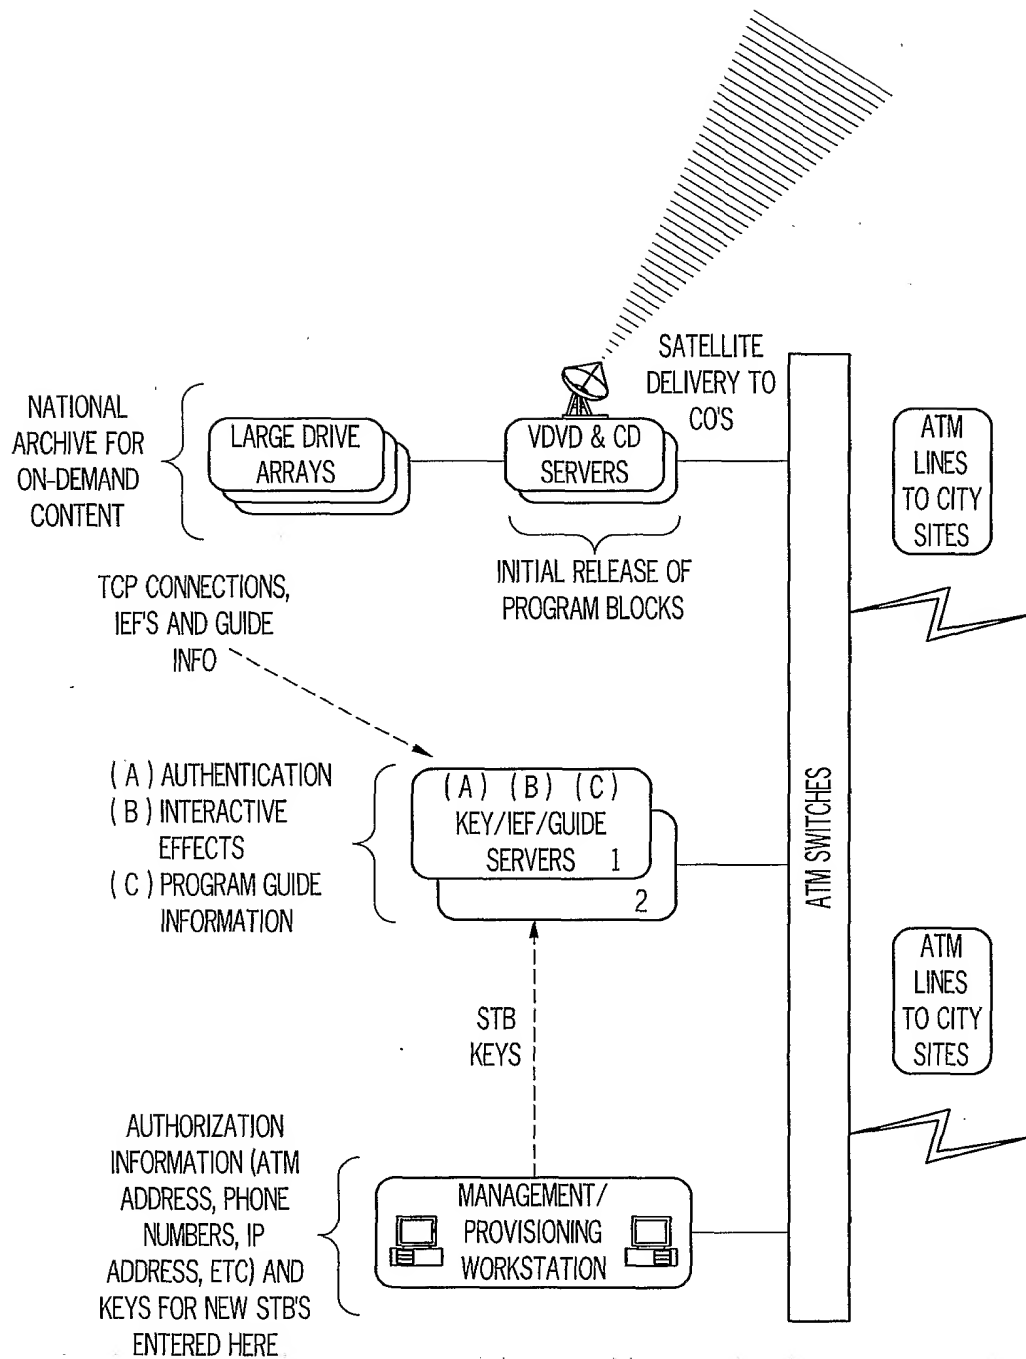 SATELLITE
DELIVERY TO
CO'S
NATIONAL
ARCHIVE FOR
ON-DEMAND
CONTENT
LARGE DRIVE
ARRAYS
VDVD & CD
SERVERS
ATM
LINES
TO CITY
SITES
INITIAL RELEASE OF
PROGRAM BLOCKS
TCP CONNECTIONS,
IEF'S AND GUIDE
INFO
(A) AUTHENTICATION
(B) INTERACTIVE
EFFECTS
(C) PROGRAM GUIDE
INFORMATION
(A) (B) (C)
KEY/IEF/GUIDE
SERVERS 1
2
ATM SWITCHES
ATM
LINES
TO CITY
SITES
STB
KEYS
AUTHORIZATION
INFORMATION (ATM
ADDRESS, PHONE
NUMBERS, IP
ADDRESS, ETC) AND
KEYS FOR NEW STB'S
ENTERED HERE
MANAGEMENT/
PROVISIONING
WORKSTATION